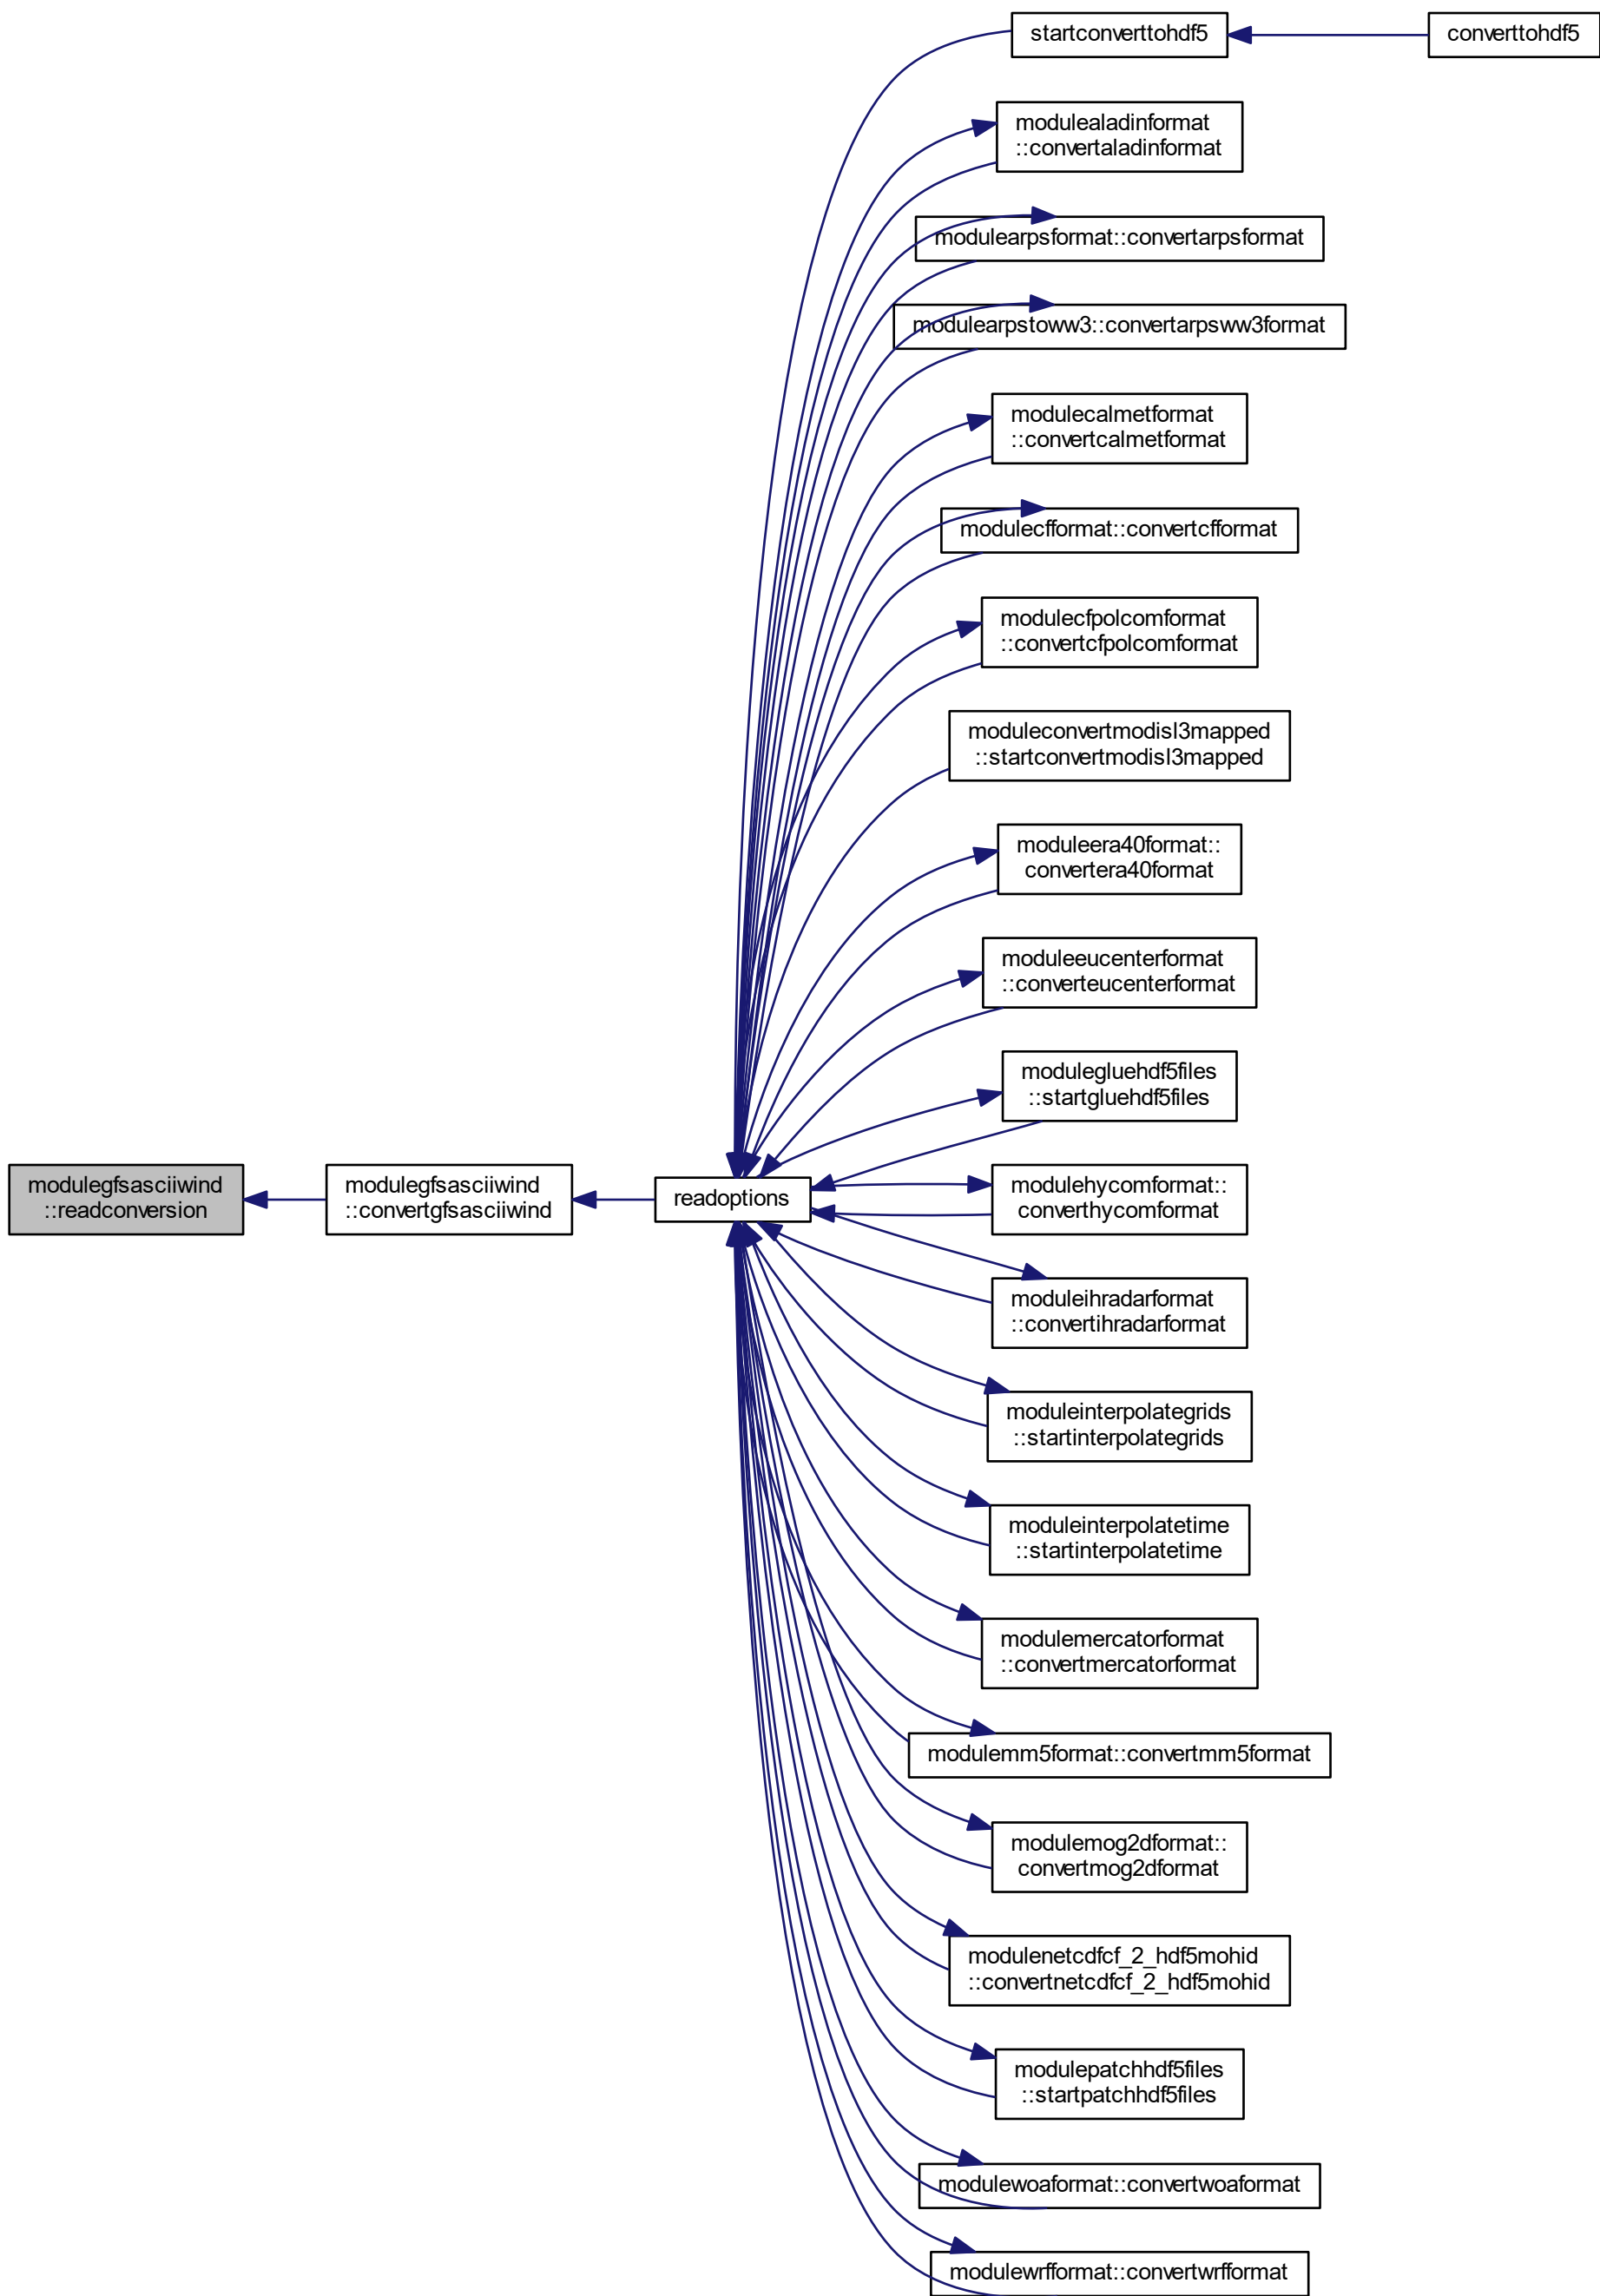 startconverttohdf5
converttohdf5
modulealadinformat
::convertaladinformat
modulearpsformat::convertarpsformat
modulearpstoww3::convertarpsww3format
modulecalmetformat
::convertcalmetformat
modulecfformat::convertcfformat
modulecfpolcomformat
::convertcfpolcomformat
moduleconvertmodisl3mapped
::startconvertmodisl3mapped
moduleera40format::
convertera40format
moduleeucenterformat
::converteucenterformat
modulegluehdf5files
::startgluehdf5files
modulegfsasciiwind
::readconversion
modulegfsasciiwind
::convertgfsasciiwind
readoptions
modulehycomformat::
converthycomformat
moduleihradarformat
::convertihradarformat
moduleinterpolategrids
::startinterpolategrids
moduleinterpolatetime
::startinterpolatetime
modulemercatorformat
::convertmercatorformat
modulemm5format::convertmm5format
modulemog2dformat::
convertmog2dformat
modulenetcdfcf_2_hdf5mohid
::convertnetcdfcf_2_hdf5mohid
modulepatchhdf5files
::startpatchhdf5files
modulewoaformat::convertwoaformat
modulewrfformat::convertwrfformat